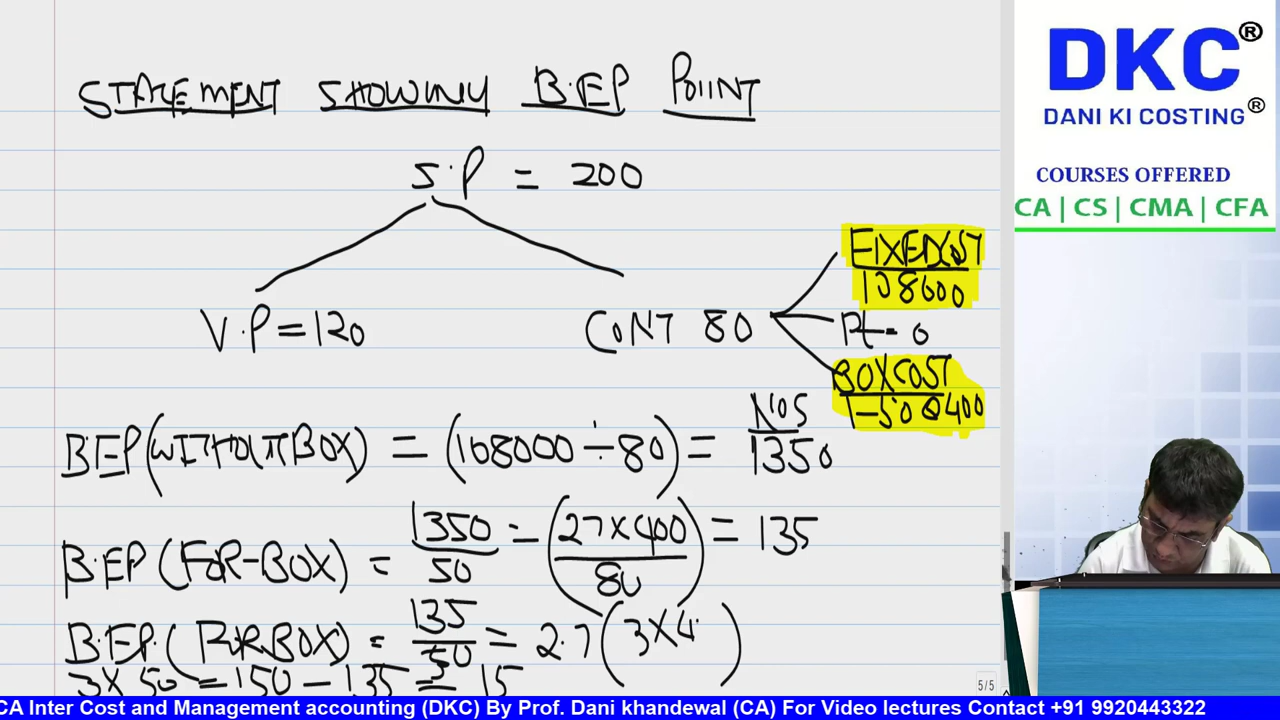 STATEMENT SHOWING B.EP POINT
S.P = 200
V.P = 120
CONT 80
FIXED COST
108000
Pt = 0
BOX COST
1-50 @ 400
NOS
BEP (WITHOUT BOX) = (108000 ÷ 80) = 1350
B.EP (FOR-BOX) = 1350/50 = (27 x 400/80) = 135
B.E.P. (FOR BOX) = 135/50 = 2.7 (3 X 4 )
3 x 50 = 150 - 135 = 15
5/5
DKC®
DANI KI COSTING®
COURSES OFFERED
CA | CS | CMA | CFA
CA Inter Cost and Management accounting (DKC) By Prof. Dani khandewal (CA) For Video lectures Contact +91 9920443322